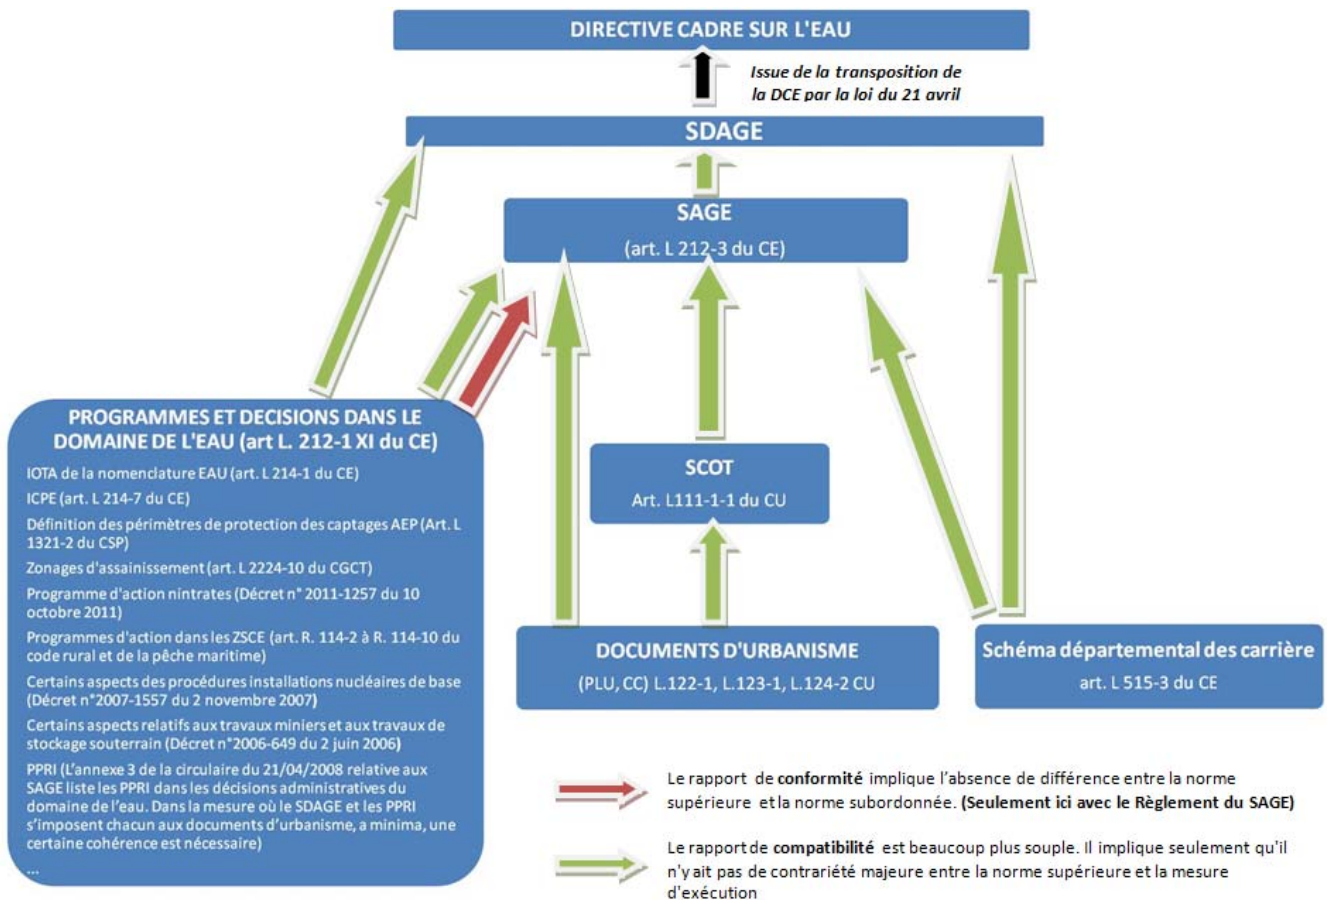 DIRECTIVE CADRE SUR L'EAU
Issue de la transposition de
la DCE par la loi du 21 avril
SDAGE
SAGE
(art. L 212-3 du CE)
PROGRAMMES ET DECISIONS DANS LE
DOMAINE DE L'EAU (art L. 212-1 XI du CE)
IOTA de la nomenclature EAU (art. L 214-1 du CE)
ICPE (art. L 214-7 du CE)
Définition des périmètres de protection des captages AEP (Art. L
1321-2 du CSP)
Zonages d'assainissement (art. L 2224-10 du CGCT)
Programme d'action nintrates (Décret n° 2011-1257 du 10
octobre 2011)
Programmes d'action dans les ZSCE (art. R. 114-2 à R. 114-10 du
code rural et de la pêche maritime)
Certains aspects des procédures installations nucléaires de base
(Décret n°2007-1557 du 2 novembre 2007)
Certains aspects relatifs aux travaux miniers et aux travaux de
stockage souterrain (Décret n°2006-649 du 2 juin 2006)
PPRI (L'annexe 3 de la circulaire du 21/04/2008 relative aux
SAGE liste les PPRI dans les décisions administratives du
domaine de l'eau. Dans la mesure où le SDAGE et les PPRI
s'imposent chacun aux documents d'urbanisme, a minima, une
certaine cohérence est nécessaire)
...
SCOT
Art. L111-1-1 du CU
DOCUMENTS D'URBANISME
(PLU, CC) L.122-1, L.123-1, L.124-2 CU
Schéma départemental des carrière
art. L 515-3 du CE
Le rapport de conformité implique l'absence de différence entre la norme
supérieure et la norme subordonnée. (Seulement ici avec le Règlement du SAGE)
Le rapport de compatibilité est beaucoup plus souple. Il implique seulement qu'il
n'y ait pas de contrariété majeure entre la norme supérieure et la mesure
d'exécution